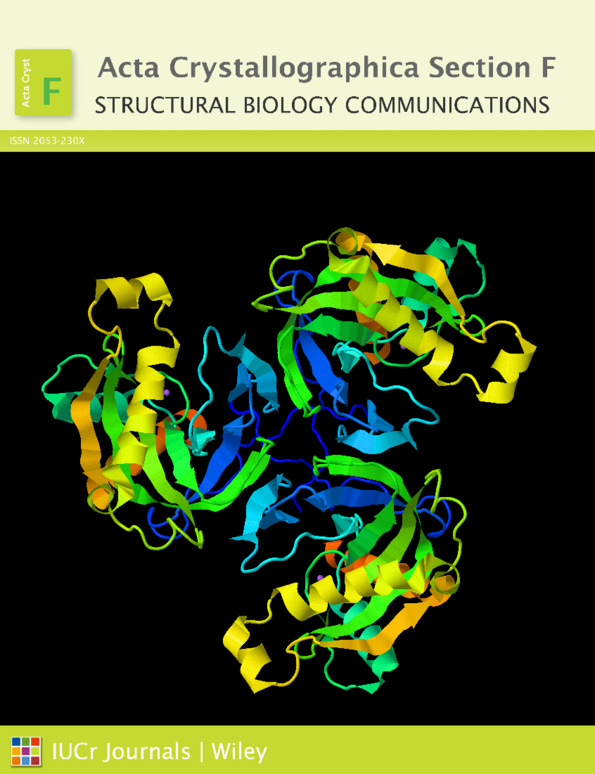 Acta Cryst
F
Acta Crystallographica Section F
STRUCTURAL BIOLOGY COMMUNICATIONS
ISSN 2053-230X
IUCr Journals | Wiley